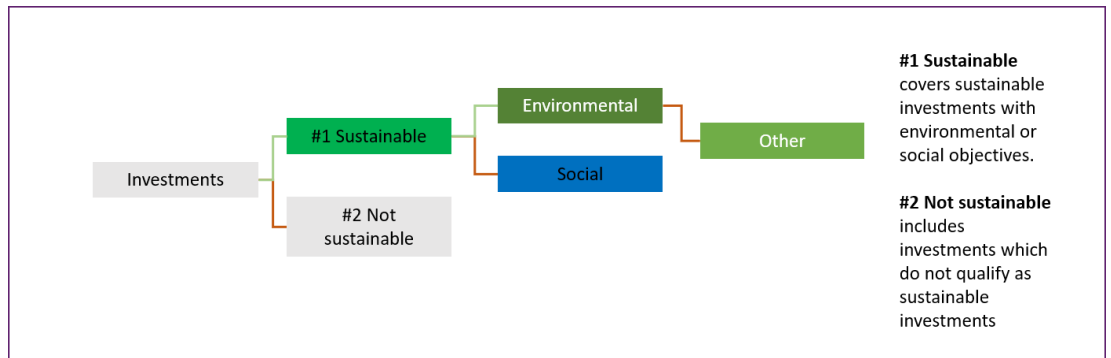 Investments
#1 Sustainable
#2 Not
sustainable
Environmental
Social
Other
#1 Sustainable
covers sustainable
investments with
environmental or
social objectives.
#2 Not sustainable
includes
investments which
do not qualify as
sustainable
investments